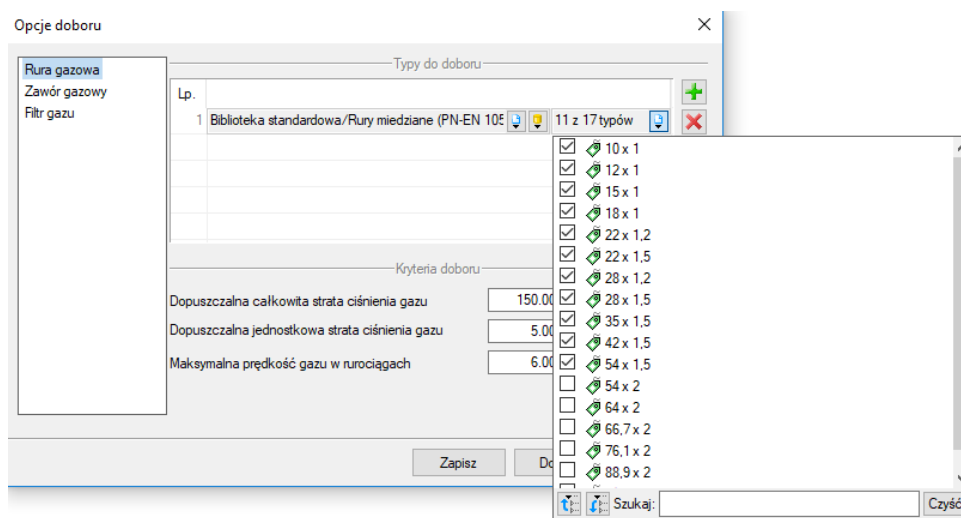 Opcje doboru
Rura gazowa
Zawór gazowy
Filtr gazu
Typy do doboru
Lp.
1 Biblioteka standardowa/Rury miedziane (PN-EN 105 11 z 17 typów
10 x 1
12 x 1
15 x 1
18 x 1
22 x 1,2
22 x 1,5
28 x 1,2
28 x 1,5
35 x 1,5
42 x 1,5
54 x 1,5
54 x 2
64 x 2
66,7 x 2
76,1 x 2
88,9 x 2
Szukaj:
Czyść
Kryteria doboru
Dopuszczalna całkowita strata ciśnienia gazu 150.00
Dopuszczalna jednostkowa strata ciśnienia gazu 5.00
Maksymalna prędkość gazu w rurociągach 6.00
Zapisz